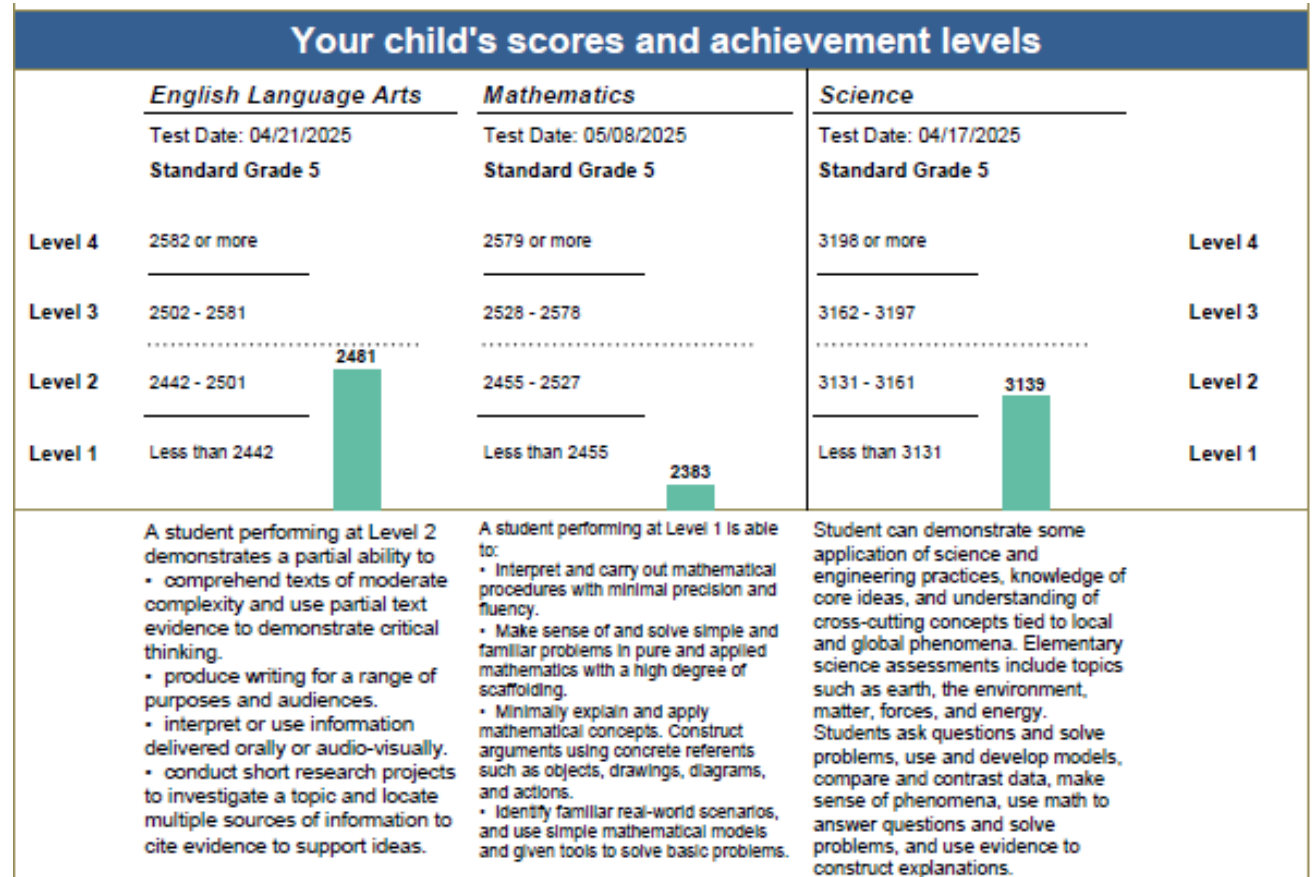 Your child's scores and achievement levels
English Language Arts
Mathematics
Science
Test Date: 04/21/2025
Test Date: 05/08/2025
Test Date: 04/17/2025
Standard Grade 5
Standard Grade 5
Standard Grade 5
Level 4
2582 or more
2579 or more
3198 or more
Level 4
Level 3
2502 - 2581
2528 - 2578
3162 - 3197
Level 3
2481
Level 2
2442 - 2501
2455 - 2527
3131 - 3161
3139
Level 2
Level 1
Less than 2442
Less than 2455
2383
Less than 3131
Level 1
A student performing at Level 2
demonstrates a partial ability to
• comprehend texts of moderate
complexity and use partial text
evidence to demonstrate critical
thinking.
• produce writing for a range of
purposes and audiences.
• interpret or use information
delivered orally or audio-visually.
• conduct short research projects
to investigate a topic and locate
multiple sources of information to
cite evidence to support ideas.
A student performing at Level 1 is able
to:
• Interpret and carry out mathematical
procedures with minimal precision and
fluency.
• Make sense of and solve simple and
familiar problems in pure and applied
mathematics with a high degree of
scaffolding.
• Minimally explain and apply
mathematical concepts. Construct
arguments using concrete referents
such as objects, drawings, diagrams,
and actions.
• Identify familiar real-world scenarios,
and use simple mathematical models
and given tools to solve basic problems.
Student can demonstrate some
application of science and
engineering practices, knowledge of
core ideas, and understanding of
cross-cutting concepts tied to local
and global phenomena. Elementary
science assessments include topics
such as earth, the environment,
matter, forces, and energy.
Students ask questions and solve
problems, use and develop models,
compare and contrast data, make
sense of phenomena, use math to
answer questions and solve
problems, and use evidence to
construct explanations.